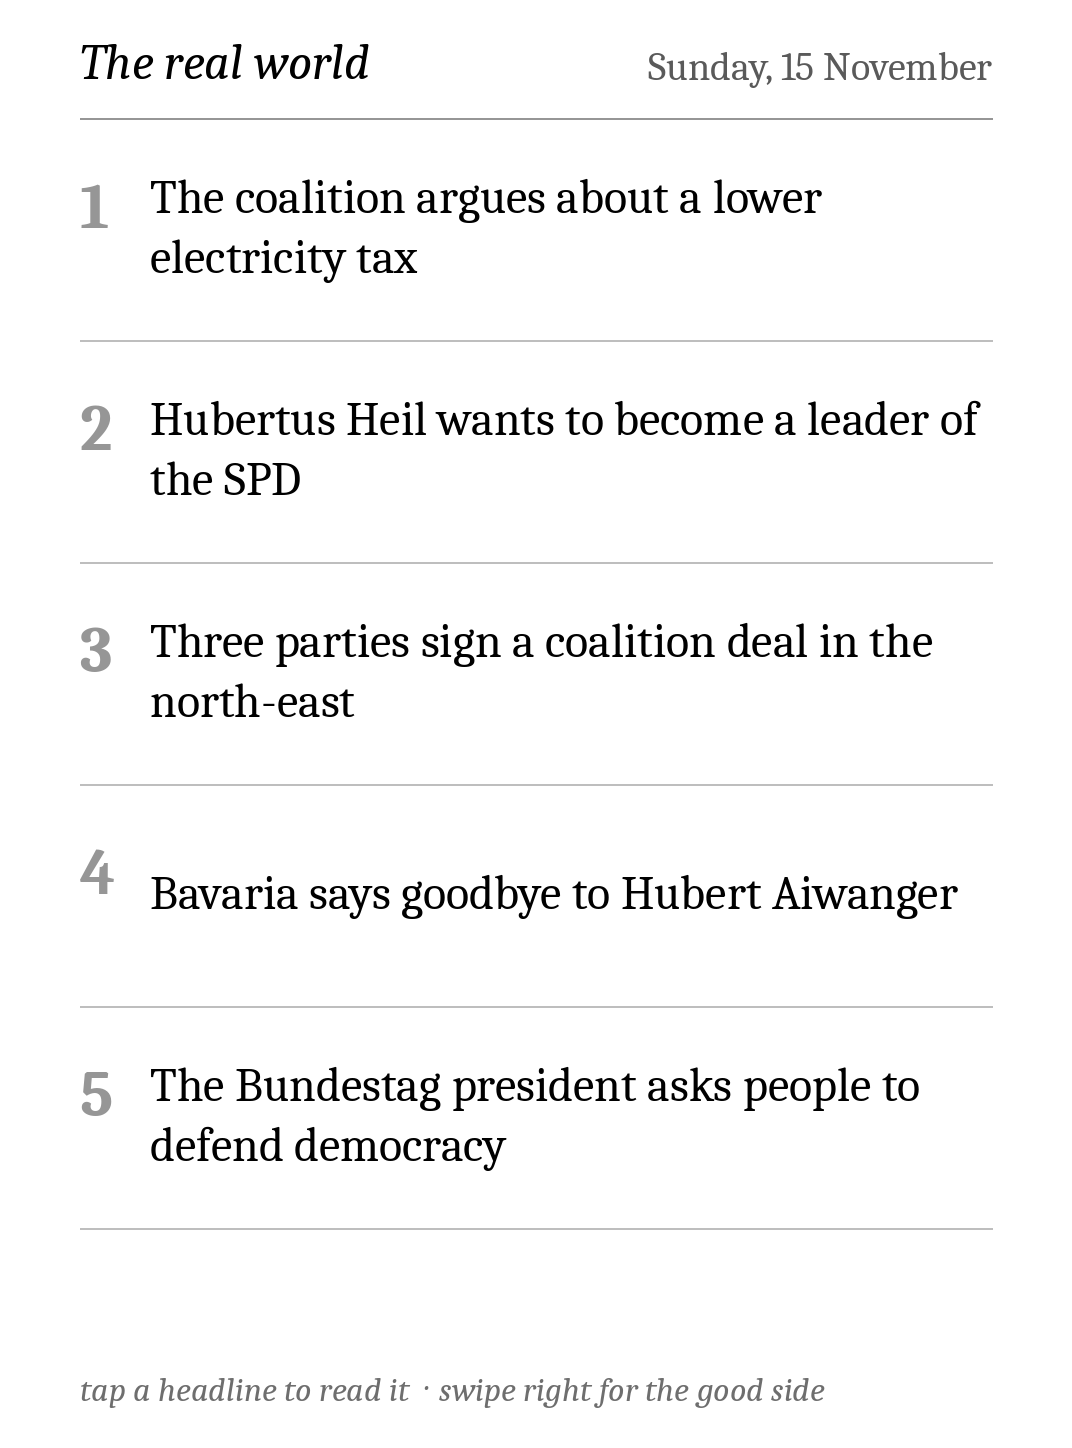 The real world
Sunday, 15 November
1
The coalition argues about a lower
electricity tax
2
Hubertus Heil wants to become a leader of
the SPD
3
Three parties sign a coalition deal in the
north-east
4
Bavaria says goodbye to Hubert Aiwanger
5
The Bundestag president asks people to
defend democracy
tap a headline to read it · swipe right for the good side